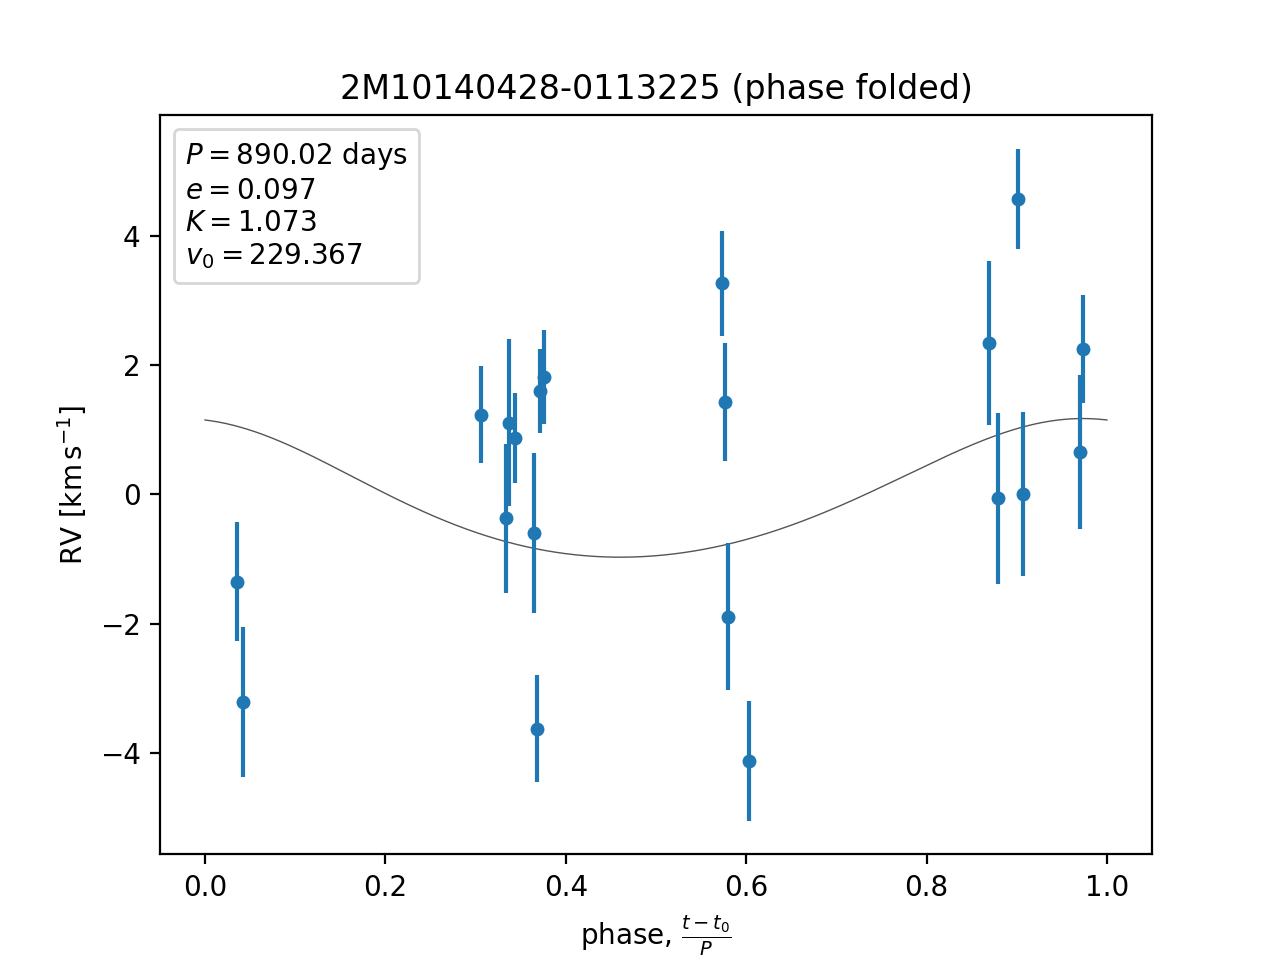 2M10140428-0113225 (phase folded)
P = 890.02 days
e = 0.097
K = 1.073
v₀ = 229.367
RV [km s⁻¹]
4
2
0
−2
−4
0.0 0.2 0.4 0.6 0.8 1.0
phase, (t − t₀)/P